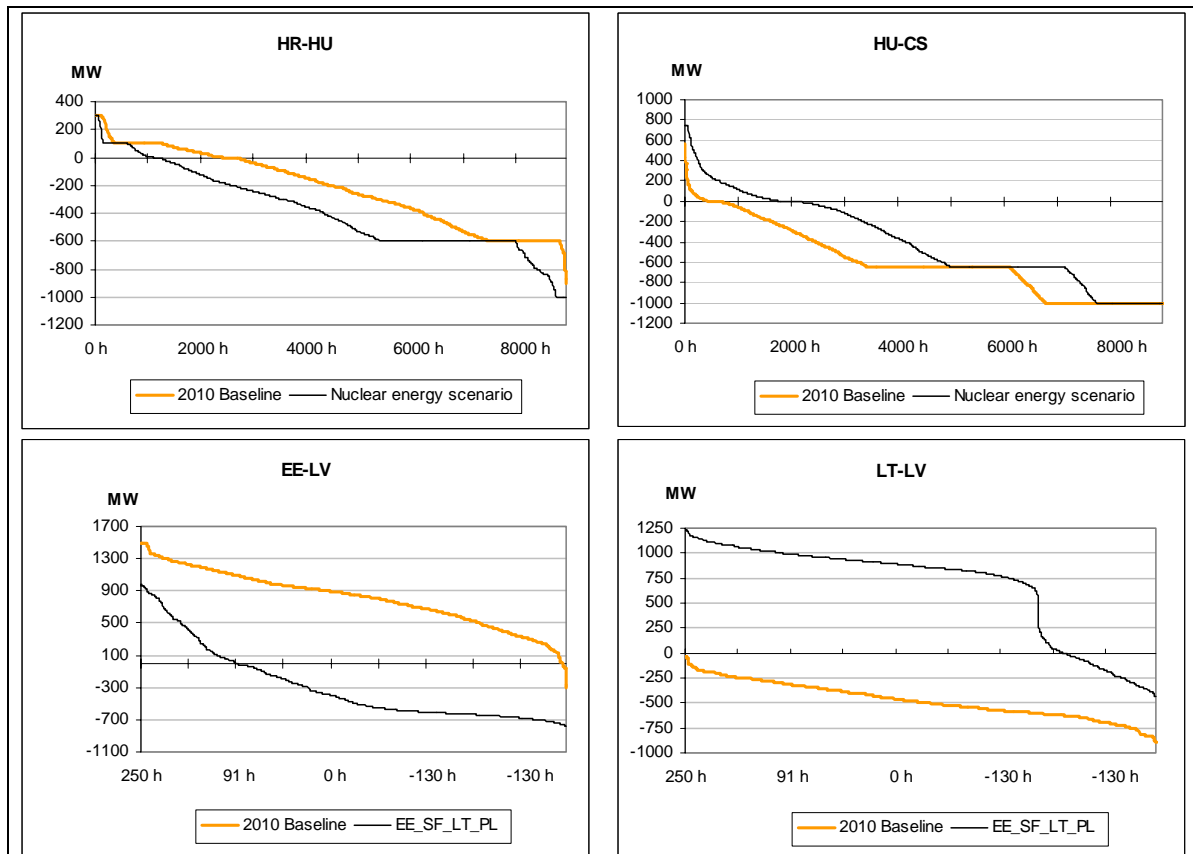 HR-HU
MW
400
200
0
-200
-400
-600
-800
-1000
-1200
0 h 2000 h 4000 h 6000 h 8000 h
2010 Baseline Nuclear energy scenario
HU-CS
MW
1000
800
600
400
200
0
-200
-400
-600
-800
-1000
-1200
0 h 2000 h 4000 h 6000 h 8000 h
2010 Baseline Nuclear energy scenario
EE-LV
MW
1700
1300
900
500
100
-300
-700
-1100
250 h 91 h 0 h -130 h -130 h
2010 Baseline EE_SF_LT_PL
LT-LV
MW
1250
1000
750
500
250
0
-250
-500
-750
-1000
250 h 91 h 0 h -130 h -130 h
2010 Baseline EE_SF_LT_PL